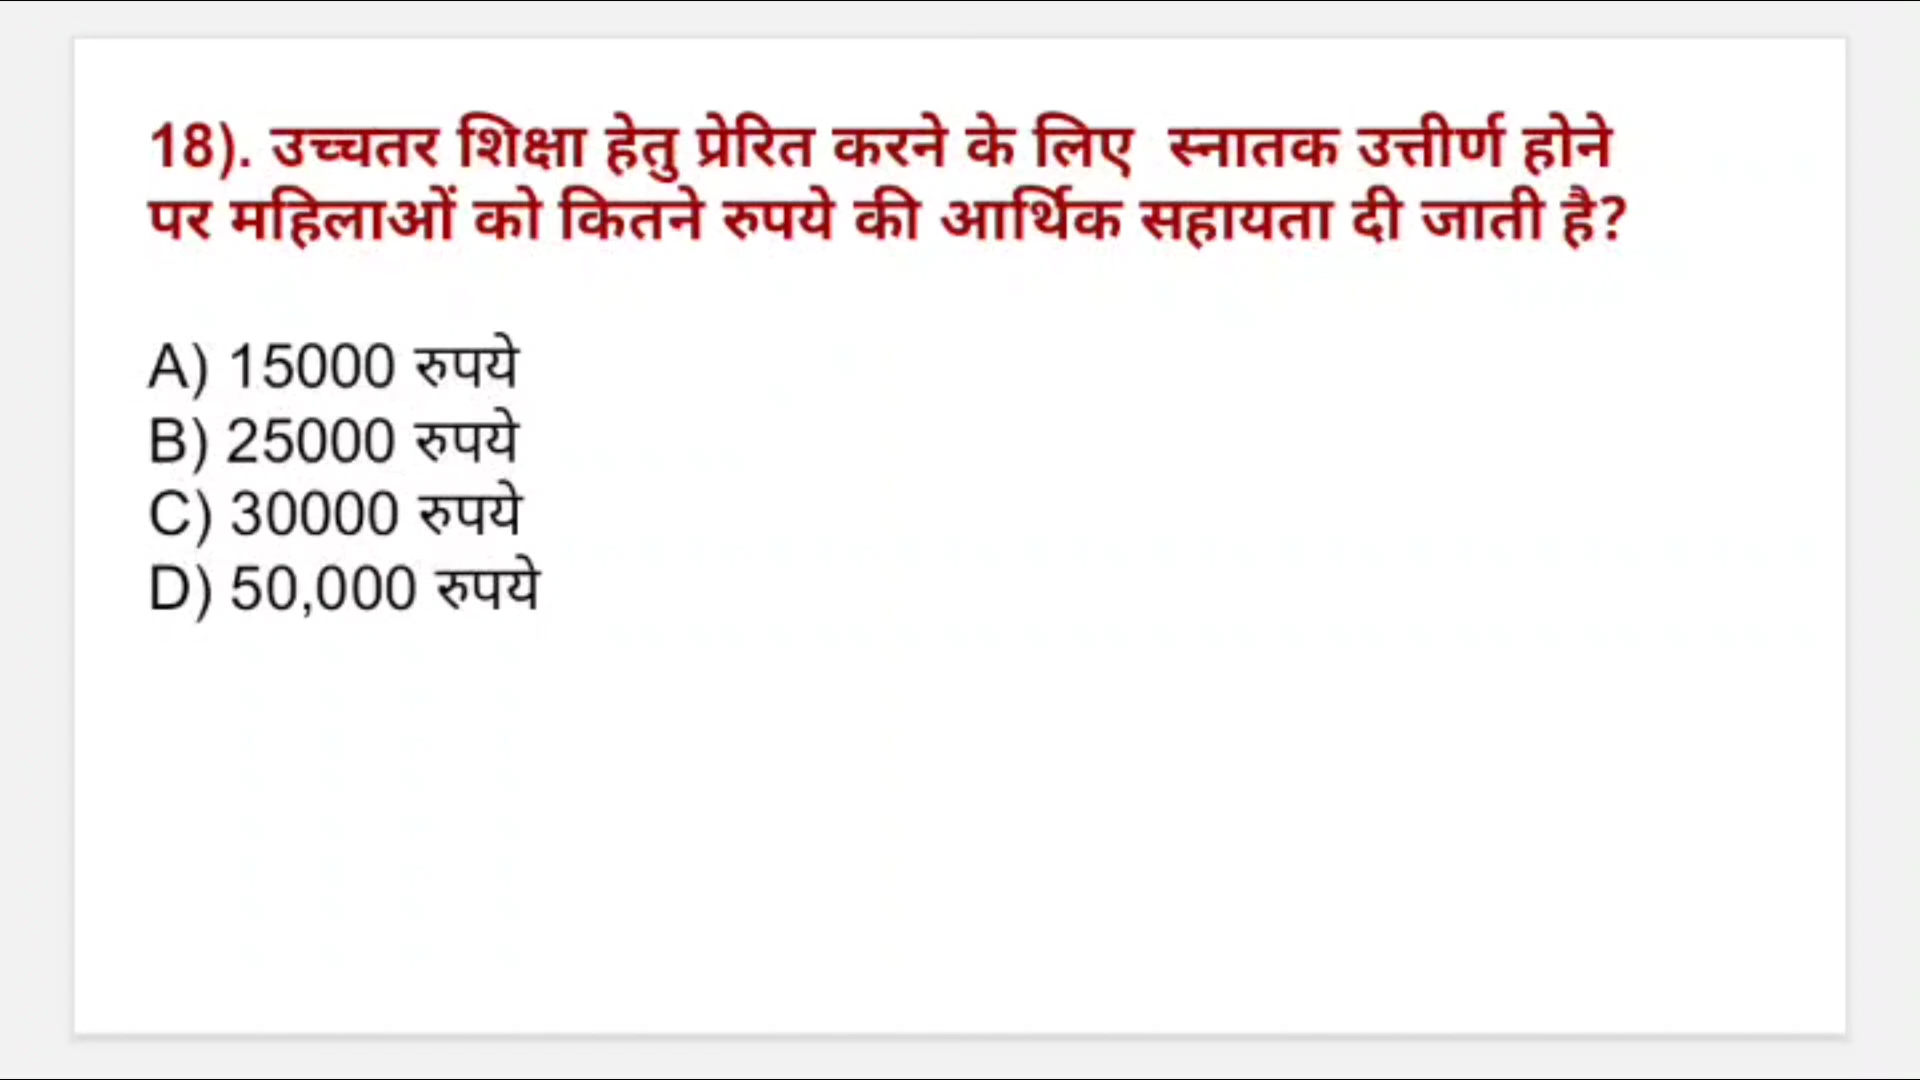 18). उच्चतर शिक्षा हेतु प्रेरित करने के लिए  स्नातक उत्तीर्ण होने
पर महिलाओं को कितने रुपये की आर्थिक सहायता दी जाती है?
A) 15000 रुपये
B) 25000 रुपये
C) 30000 रुपये
D) 50,000 रुपये